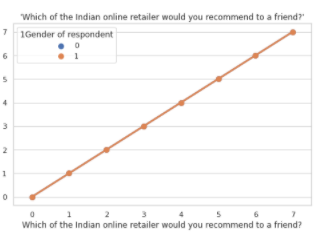 'Which of the Indian online retailer would you recommend to a friend?'
7
1Gender of respondent
0
1
6
5
4
3
2
1
0
0 1 2 3 4 5 6 7
Which of the Indian online retailer would you recommend to a friend?